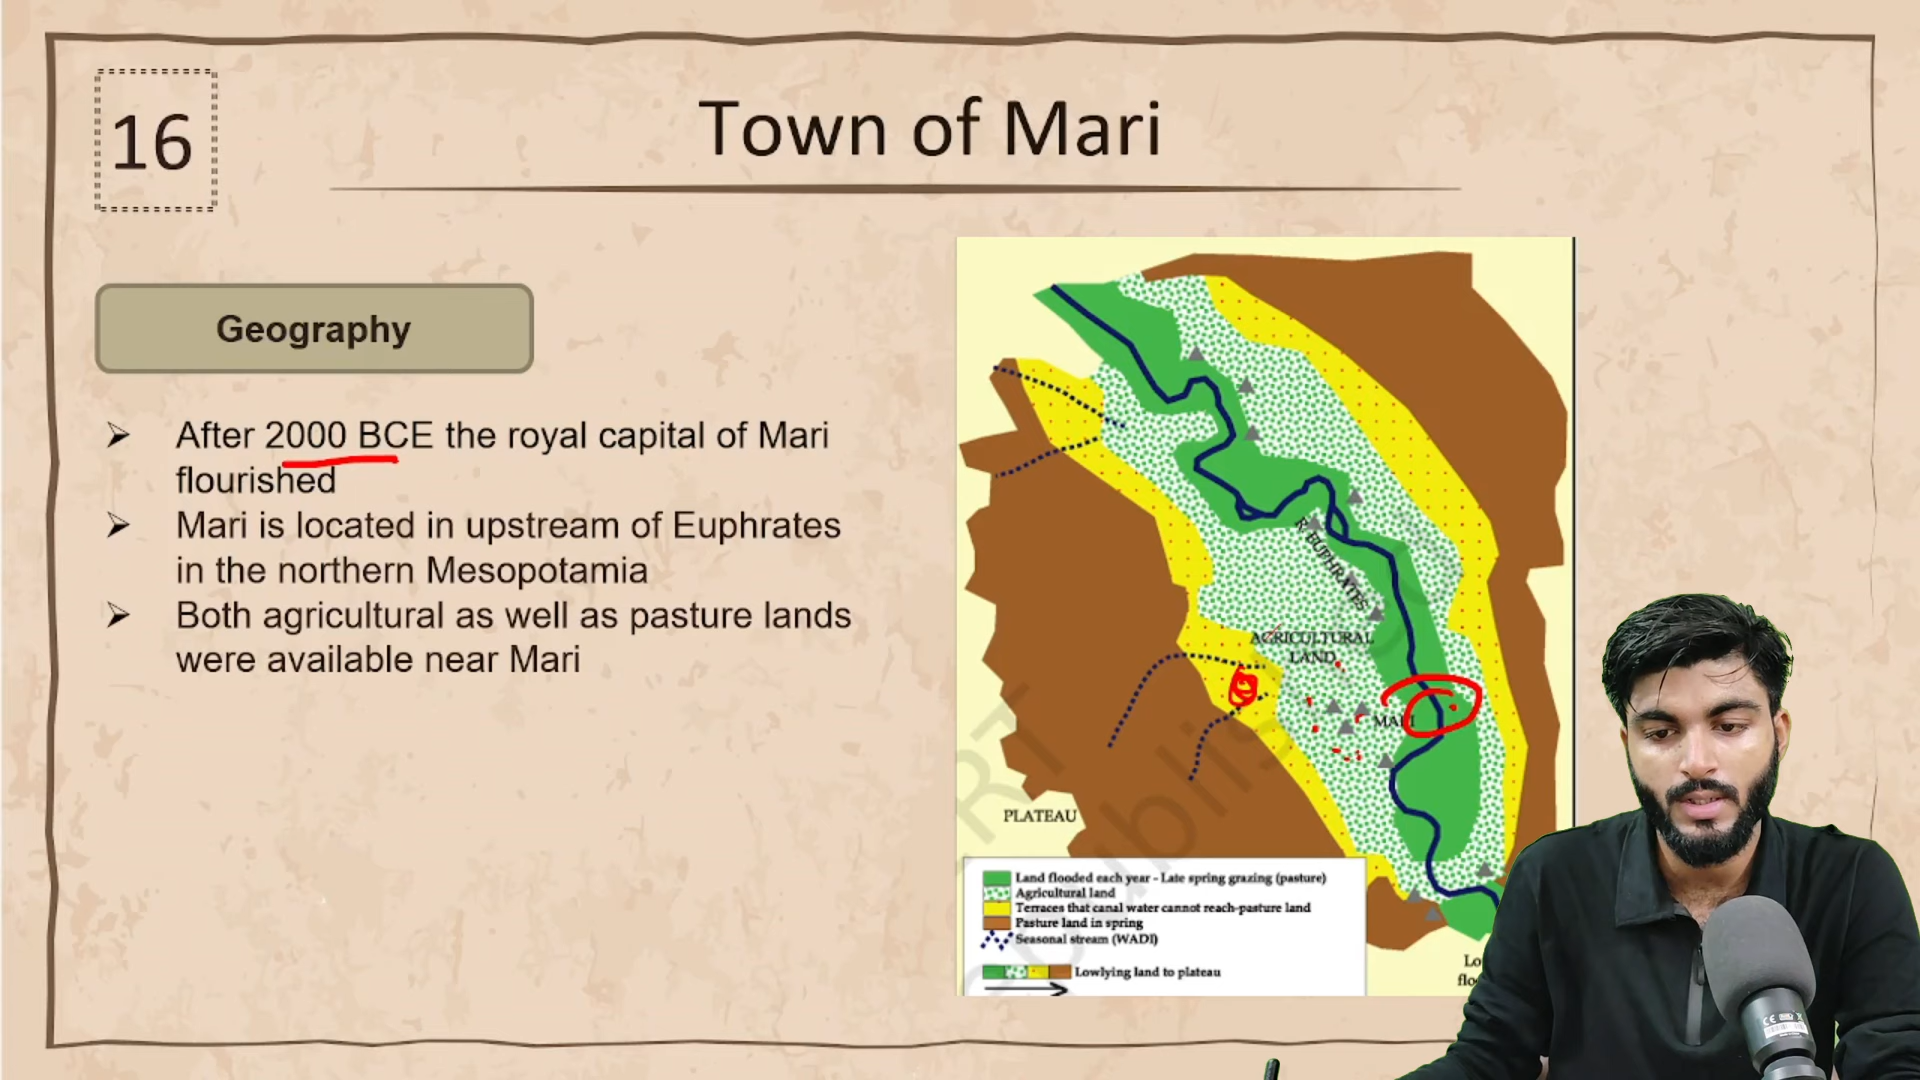 16
Town of Mari
Geography
➢ After 2000 BCE the royal capital of Mari
flourished
➢ Mari is located in upstream of Euphrates
in the northern Mesopotamia
➢ Both agricultural as well as pasture lands
were available near Mari
EUPHRATES
AGRICULTURAL
LAND
MARI
PLATEAU
Land flooded each year - Late spring grazing (pasture)
Agricultural land
Terraces that canal water cannot reach-pasture land
Pasture land in spring
Seasonal stream (WADI)
Lowlying land to plateau